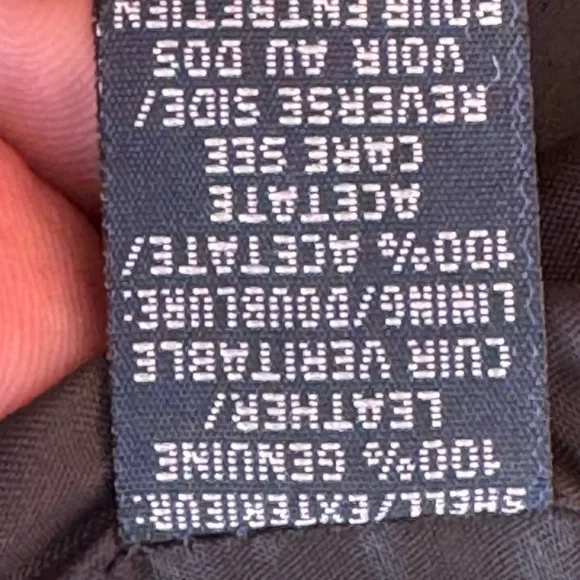 SHELL/EXTERIEUR:
100% GENUINE
LEATHER/
CUIR VERITABLE
LINING/DOUBLURE:
100% ACETATE/
ACETATE
CARE SEE
REVERSE SIDE/
VOIR AU DOS
POUR ENTRETIEN